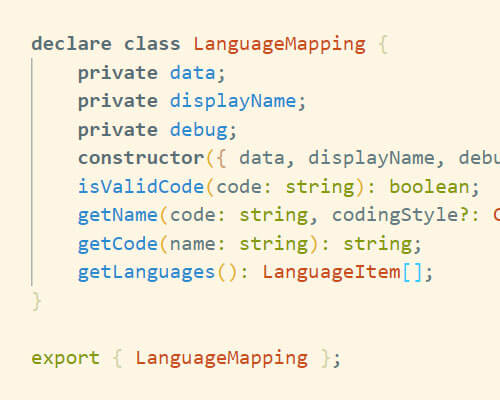 declare class LanguageMapping {
private data;
private displayName;
private debug;
constructor({ data, displayName,
isValidCode(code: string): boolean;
getName(code: string, codingStyle?:
getCode(name: string): string;
getLanguages(): LanguageItem[];
}
export { LanguageMapping };